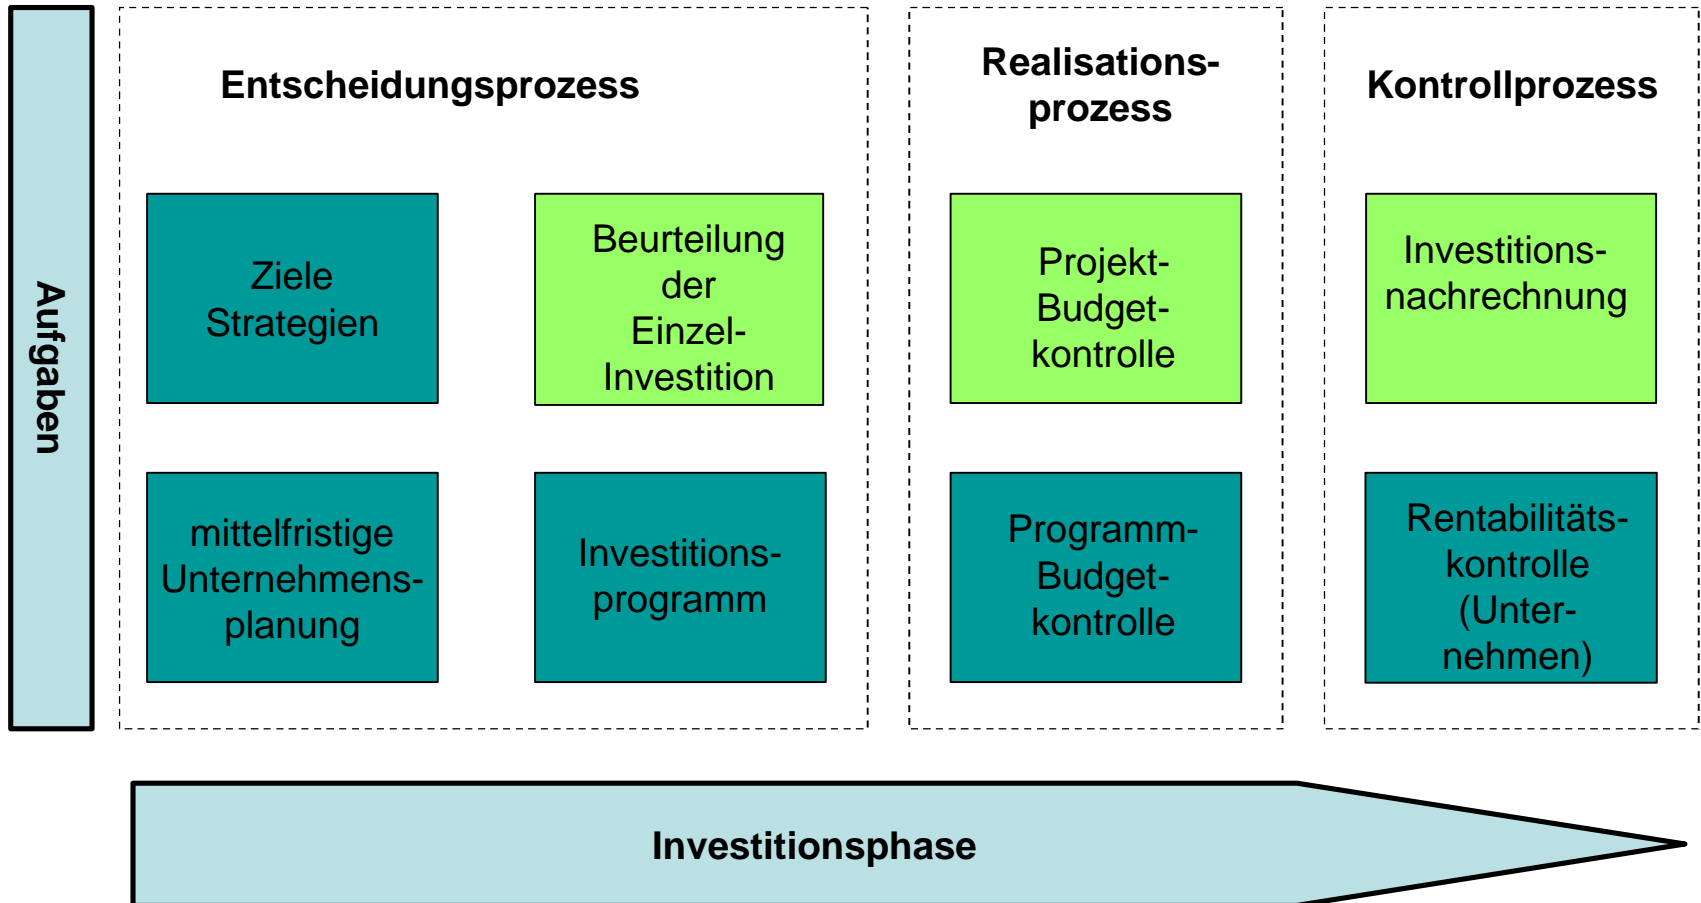 Aufgaben
Entscheidungsprozess
Ziele
Strategien
Beurteilung
der
Einzel-
Investition
mittelfristige
Unternehmens-
planung
Investitions-
programm
Realisations-
prozess
Projekt-
Budget-
kontrolle
Programm-
Budget-
kontrolle
Kontrollprozess
Investitions-
nachrechnung
Rentabilitäts-
kontrolle
(Unter-
nehmen)
Investitionsphase